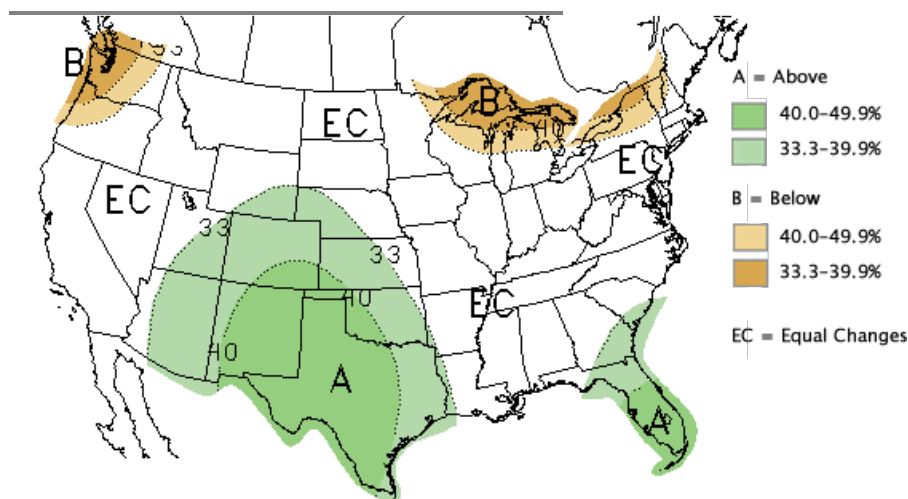 B
33
B
40
EC
EC
EC
33
33
40
EC
40
A
A
A = Above
40.0–49.9%
33.3–39.9%
B = Below
40.0–49.9%
33.3–39.9%
EC = Equal Changes